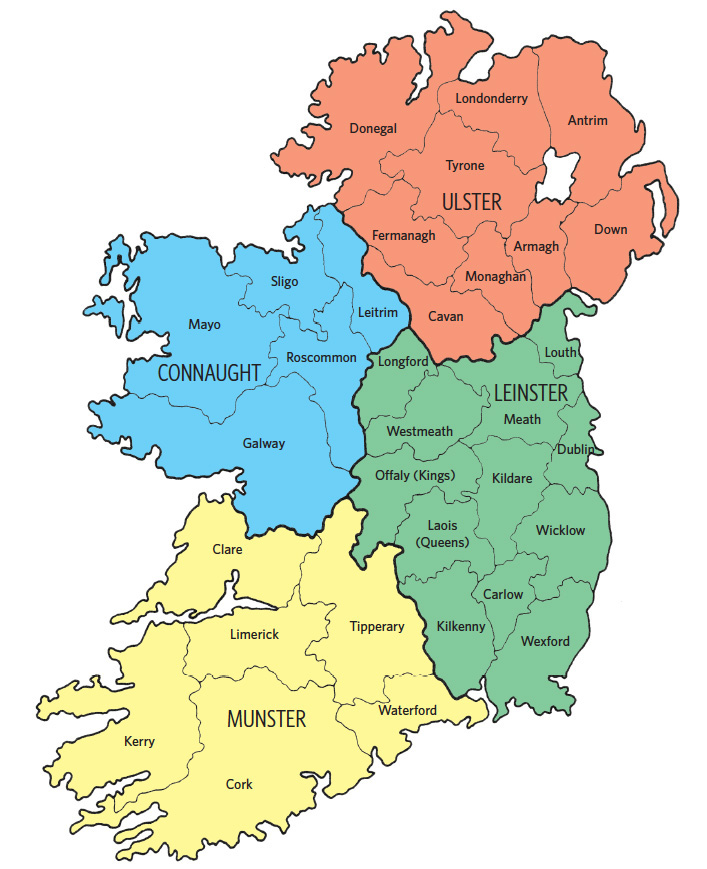 Londonderry
Antrim
Donegal
Tyrone
ULSTER
Down
Fermanagh
Armagh
Monaghan
Cavan
Sligo
Leitrim
Mayo
Roscommon
CONNAUGHT
Galway
Louth
Longford
LEINSTER
Meath
Westmeath
Dublin
Offaly (Kings)
Kildare
Laois
(Queens)
Wicklow
Carlow
Kilkenny
Wexford
Clare
Limerick
Tipperary
Waterford
MUNSTER
Kerry
Cork